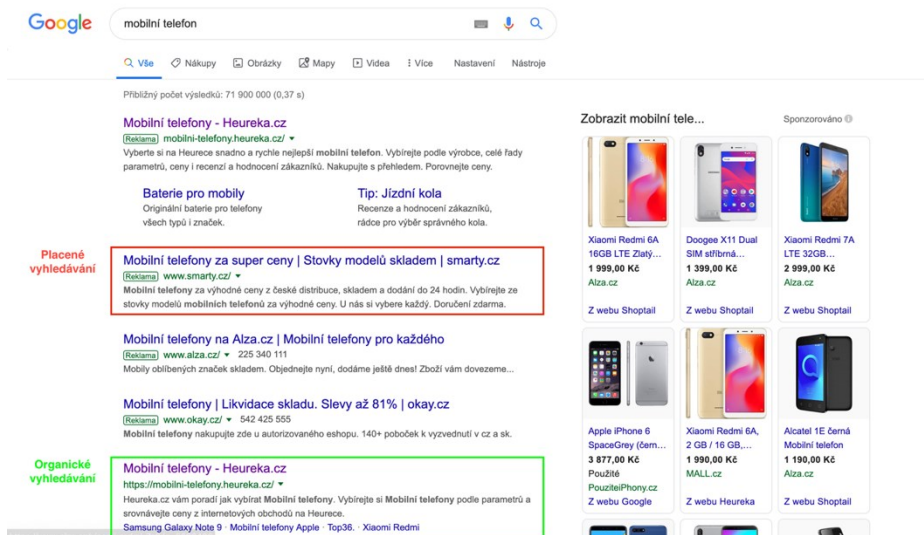 Google
mobilní telefon
Vše Nákupy Obrázky Mapy Videa Více Nastavení Nástroje
Přibližný počet výsledků: 71 900 000 (0,37 s)
Mobilní telefony - Heureka.cz
Reklama mobilni-telefony.heureka.cz/
Vyberte si na Heurece snadno a rychle nejlepší mobilní telefon. Vybírejte podle výrobce, celé řady
parametrů, ceny i recenzí a hodnocení zákazníků. Nakupujte s přehledem. Porovnejte ceny.
Baterie pro mobily
Originální baterie pro telefony
všech typů i značek.
Tip: Jízdní kola
Recenze a hodnocení zákazníků,
rádce pro výběr správného kola.
Placené
vyhledávání
Mobilní telefony za super ceny | Stovky modelů skladem | smarty.cz
Reklama www.smarty.cz/
Mobilní telefony za výhodné ceny z české distribuce, skladem a dodání do 24 hodin. Vybírejte ze
stovky modelů mobilních telefonů za výhodné ceny. U nás si vybere každý. Doručení zdarma.
Mobilní telefony na Alza.cz | Mobilní telefony pro každého
Reklama www.alza.cz/ 225 340 111
Mobily oblíbených značek skladem. Objednejte nyní, dodáme ještě dnes! Zboží vám dovezeme...
Mobilní telefony | Likvidace skladu. Slevy až 81% | okay.cz
Reklama www.okay.cz/ 542 425 555
Mobilní telefony nakupujte zde u autorizovaného eshopu. 140+ poboček k vyzvednutí v cz a sk.
Organické
vyhledávání
Mobilní telefony - Heureka.cz
https://mobilni-telefony.heureka.cz/
Heureka.cz vám poradí jak vybírat Mobilní telefony. Vybírejte si Mobilní telefony podle parametrů a
srovnávejte ceny z internetových obchodů na Heurece.
Samsung Galaxy Note 9 · Mobilní telefony Apple · Top36. · Xiaomi Redmi
Zobrazit mobilní tele...
Sponzorováno
Xiaomi Redmi 6A
16GB LTE Zlatý...
1 999,00 Kč
Alza.cz
Z webu Shoptail
Doogee X11 Dual
SIM stříbrná...
1 399,00 Kč
Alza.cz
Z webu Shoptail
Xiaomi Redmi 7A
LTE 32GB...
2 999,00 Kč
Alza.cz
Z webu Shoptail
Apple iPhone 6
SpaceGrey (čern...
3 877,00 Kč
Použité
PouziteiPhony.cz
Z webu Google
Xiaomi Redmi 6A,
2 GB / 16 GB,...
1 990,00 Kč
MALL.cz
Z webu Heureka
Alcatel 1E černá
Mobilní telefon
1 190,00 Kč
Alza.cz
Z webu Shoptail